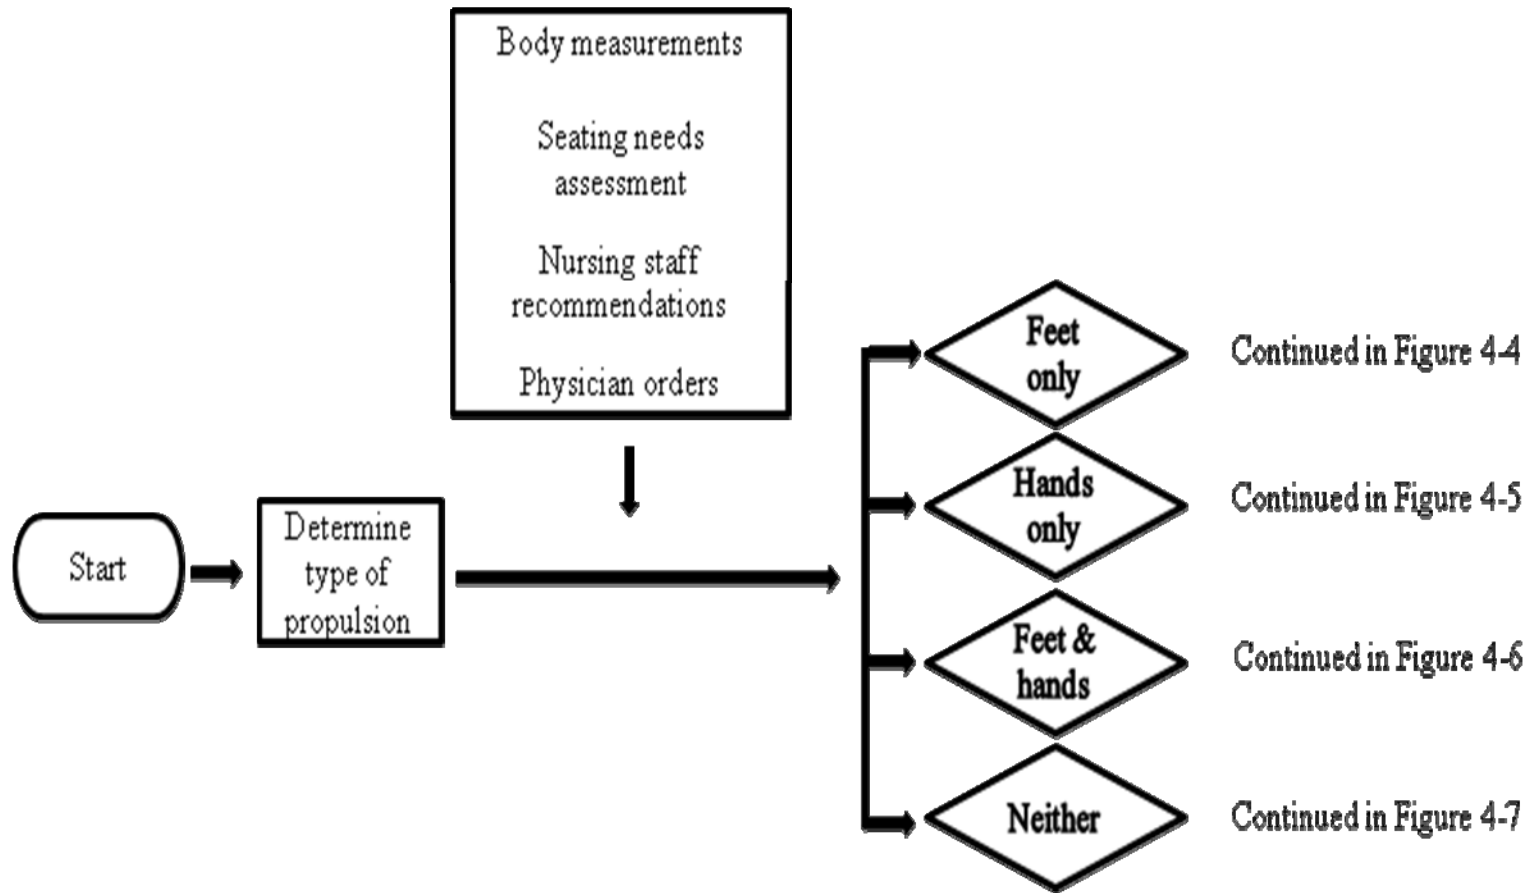 Body measurements
Seating needs
assessment
Nursing staff
recommendations
Physician orders
Start
Determine
type of
propulsion
Feet
only
Continued in Figure 4-4
Hands
only
Continued in Figure 4-5
Feet &
hands
Continued in Figure 4-6
Neither
Continued in Figure 4-7